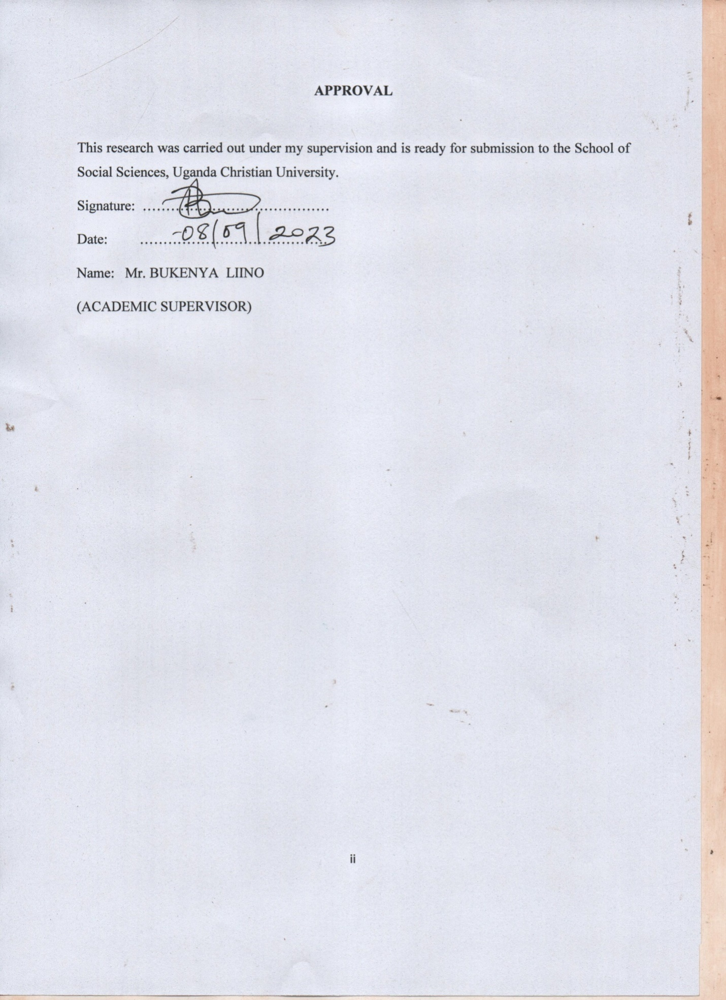 APPROVAL
This research was carried out under my supervision and is ready for submission to the School of
Social Sciences, Uganda Christian University.
Signature: ................................................
Date: -08/09/2023
Name: Mr. BUKENYA LIINO
(ACADEMIC SUPERVISOR)
ii